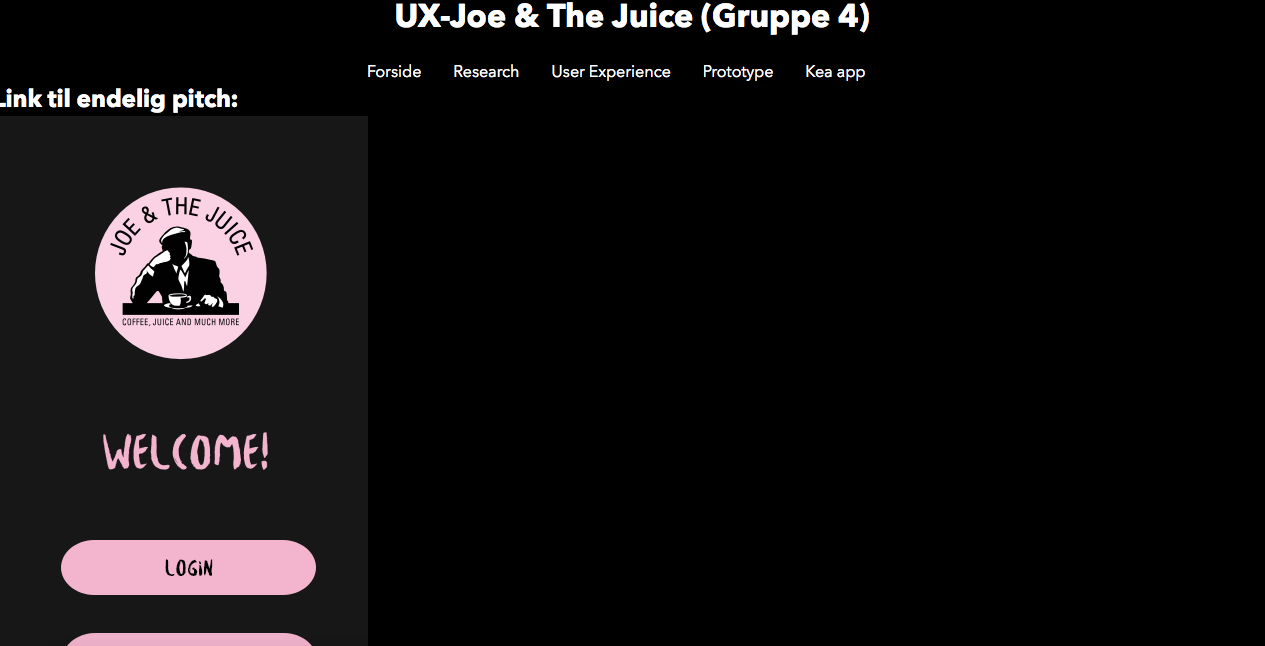 UX-Joe & The Juice (Gruppe 4)
Forside Research User Experience Prototype Kea app
Link til endelig pitch:
JOE & THE JUICE
COFFEE, JUICE AND MUCH MORE
WELCOME!
LOGiN